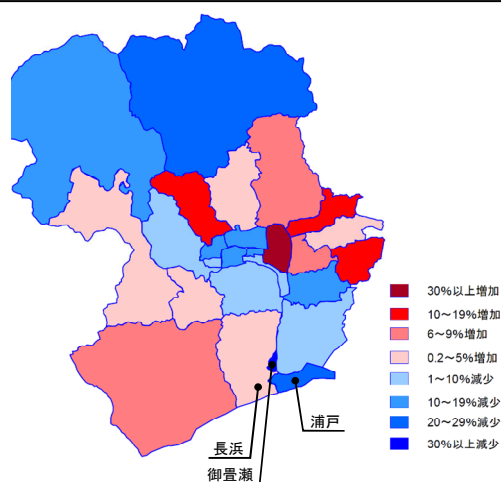 30%以上増加
10～19%増加
6～9%増加
0.2～5%増加
1～10%減少
10～19%減少
20～29%減少
30%以上減少
浦戸
長浜
御畳瀬